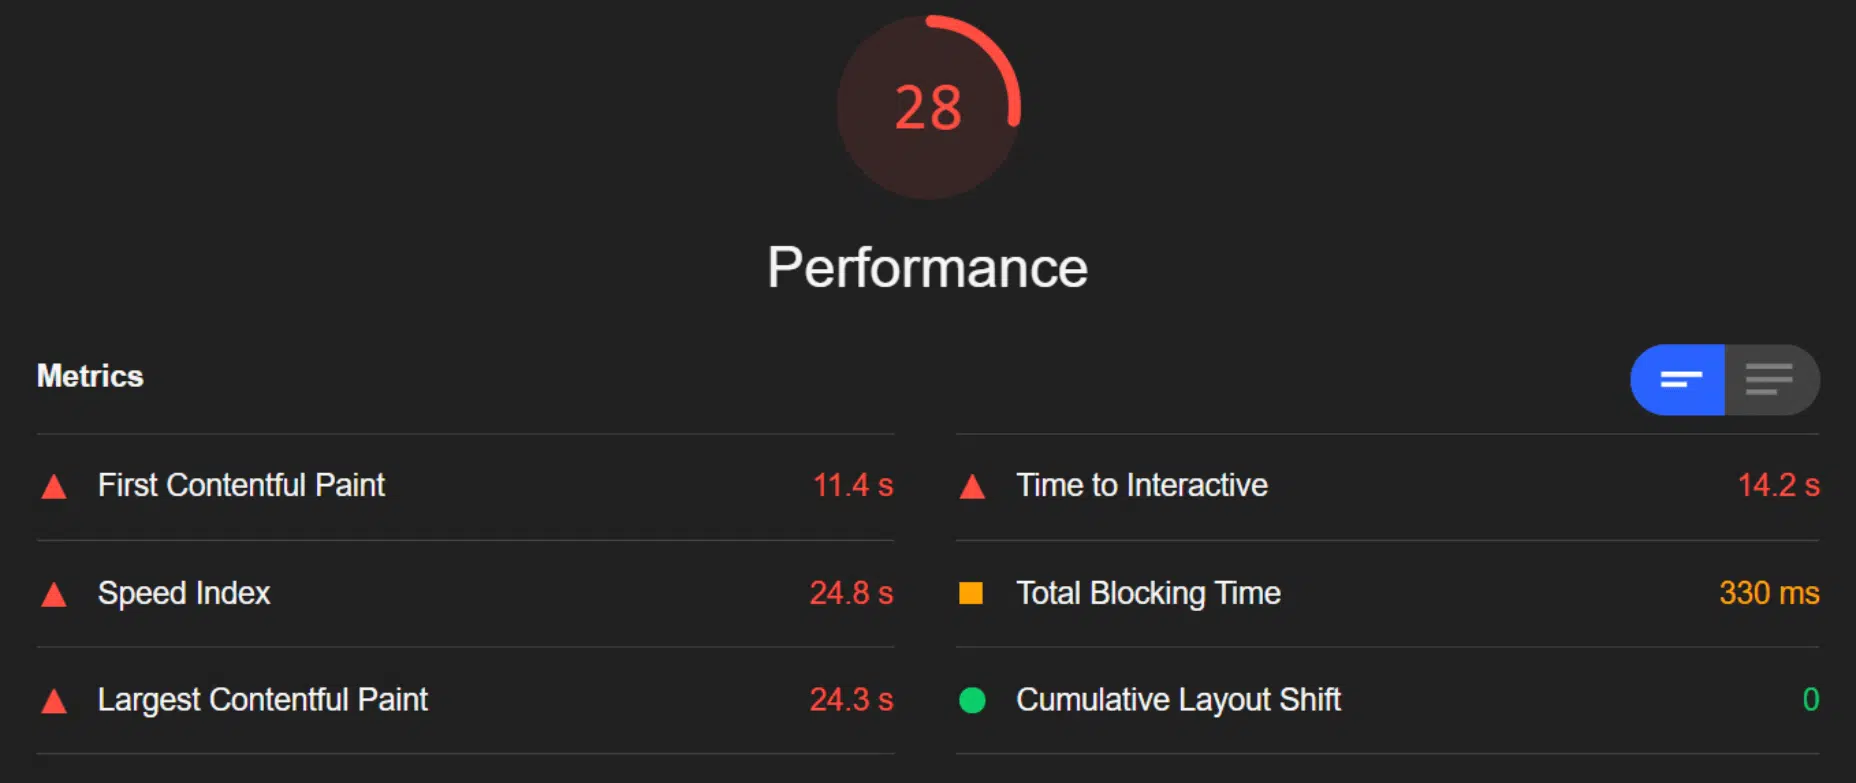 28
Performance
Metrics
First Contentful Paint 11.4 s
Time to Interactive 14.2 s
Speed Index 24.8 s
Total Blocking Time 330 ms
Largest Contentful Paint 24.3 s
Cumulative Layout Shift 0